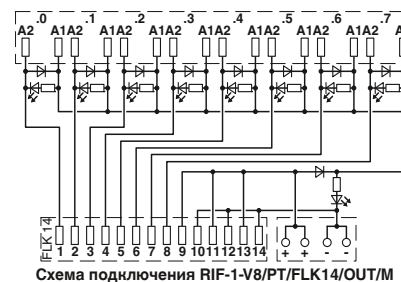 .0 .1 .2 .3 .4 .5 .6 .7
A2 A1A2 A1A2 A1A2 A1A2 A1A2 A1A2 A1A2 A
FLK14
1 2 3 4 5 6 7 8 9 10 11 12 13 14 + + - -
Схема подключения RIF-1-V8/PT/FLK14/OUT/M